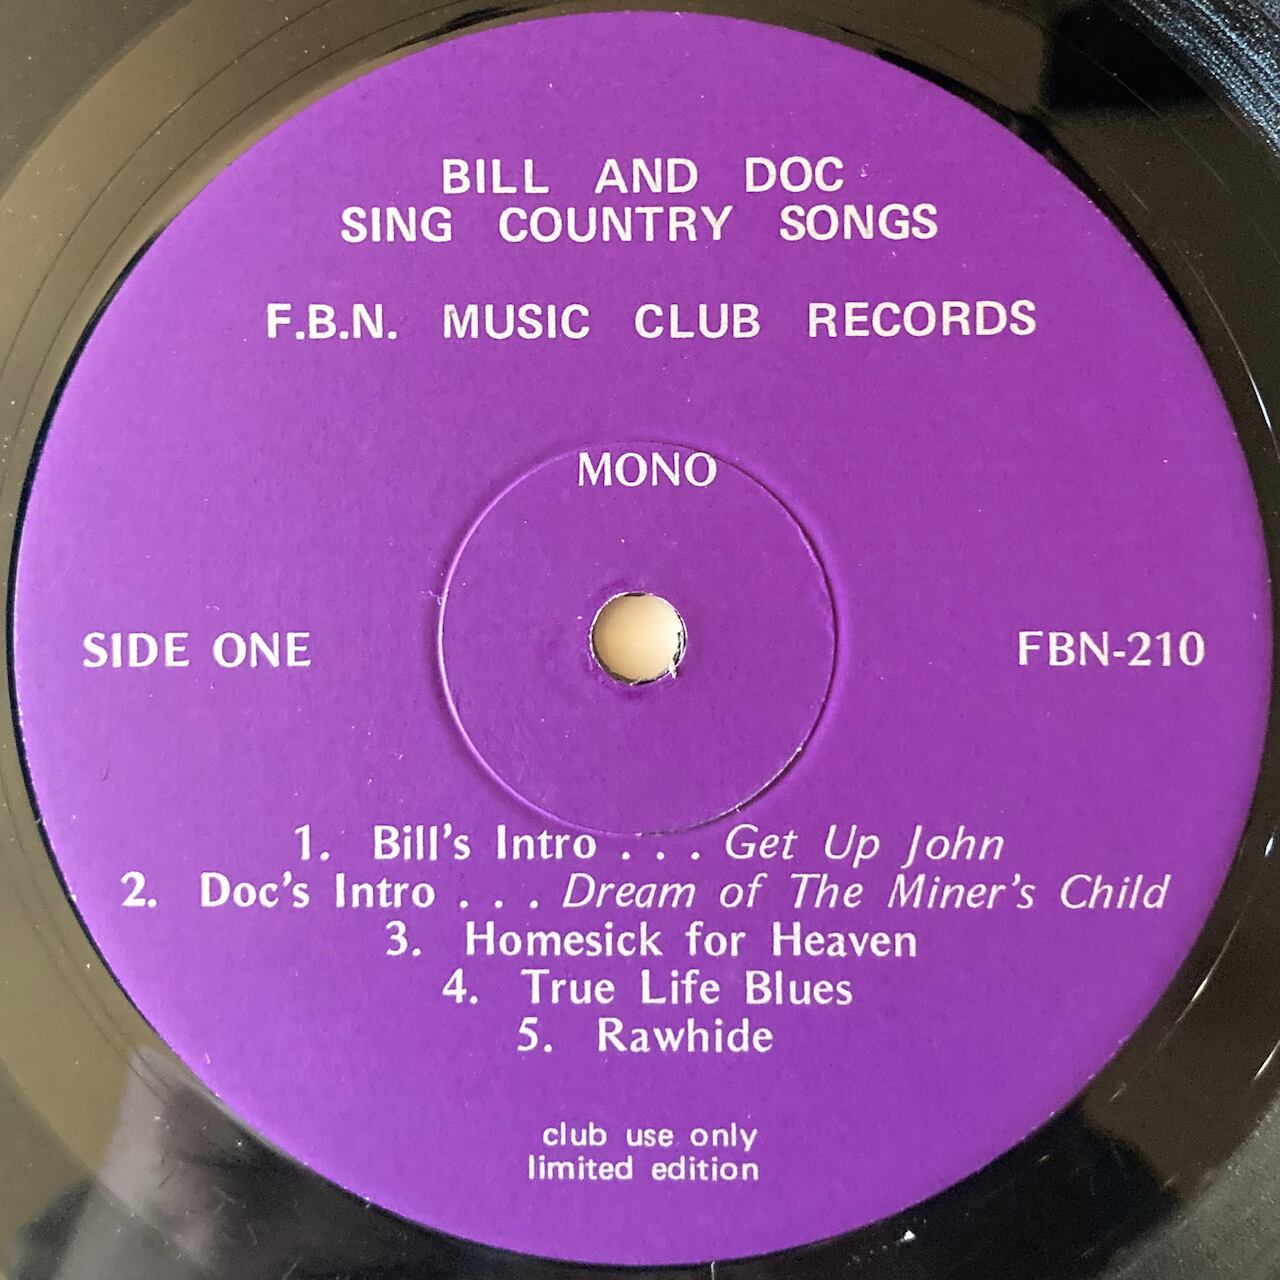 BILL AND DOC
SING COUNTRY SONGS
F.B.N. MUSIC CLUB RECORDS
MONO
SIDE ONE
FBN-210
1. Bill's Intro . . . Get Up John
2. Doc's Intro . . . Dream of The Miner's Child
3. Homesick for Heaven
4. True Life Blues
5. Rawhide
club use only
limited edition